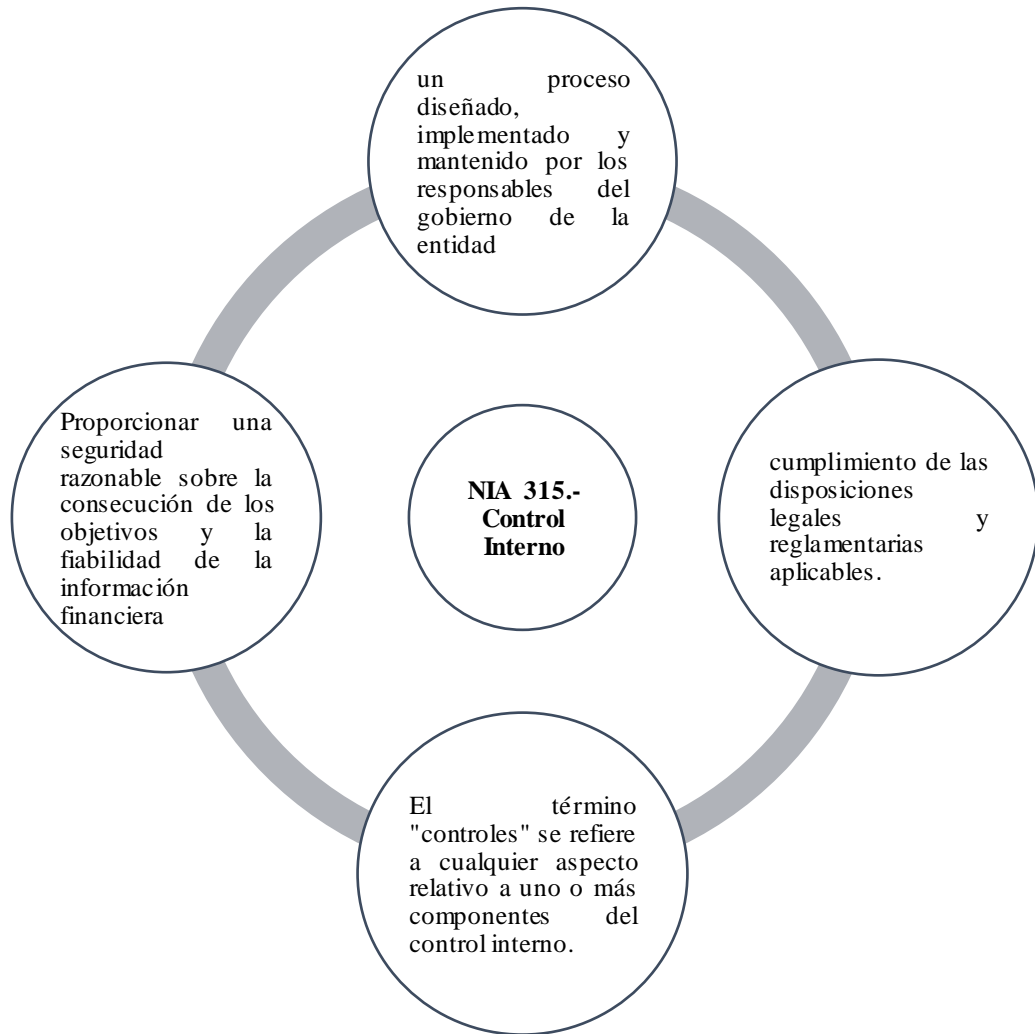 un proceso
diseñado,
implementado y
mantenido por los
responsables del
gobierno de la
entidad
Proporcionar una
seguridad
razonable sobre la
consecución de los
objetivos y la
fiabilidad de la
información
financiera
NIA 315.-
Control
Interno
cumplimiento de las
disposiciones
legales y
reglamentarias
aplicables.
El término
"controles" se refiere
a cualquier aspecto
relativo a uno o más
componentes del
control interno.